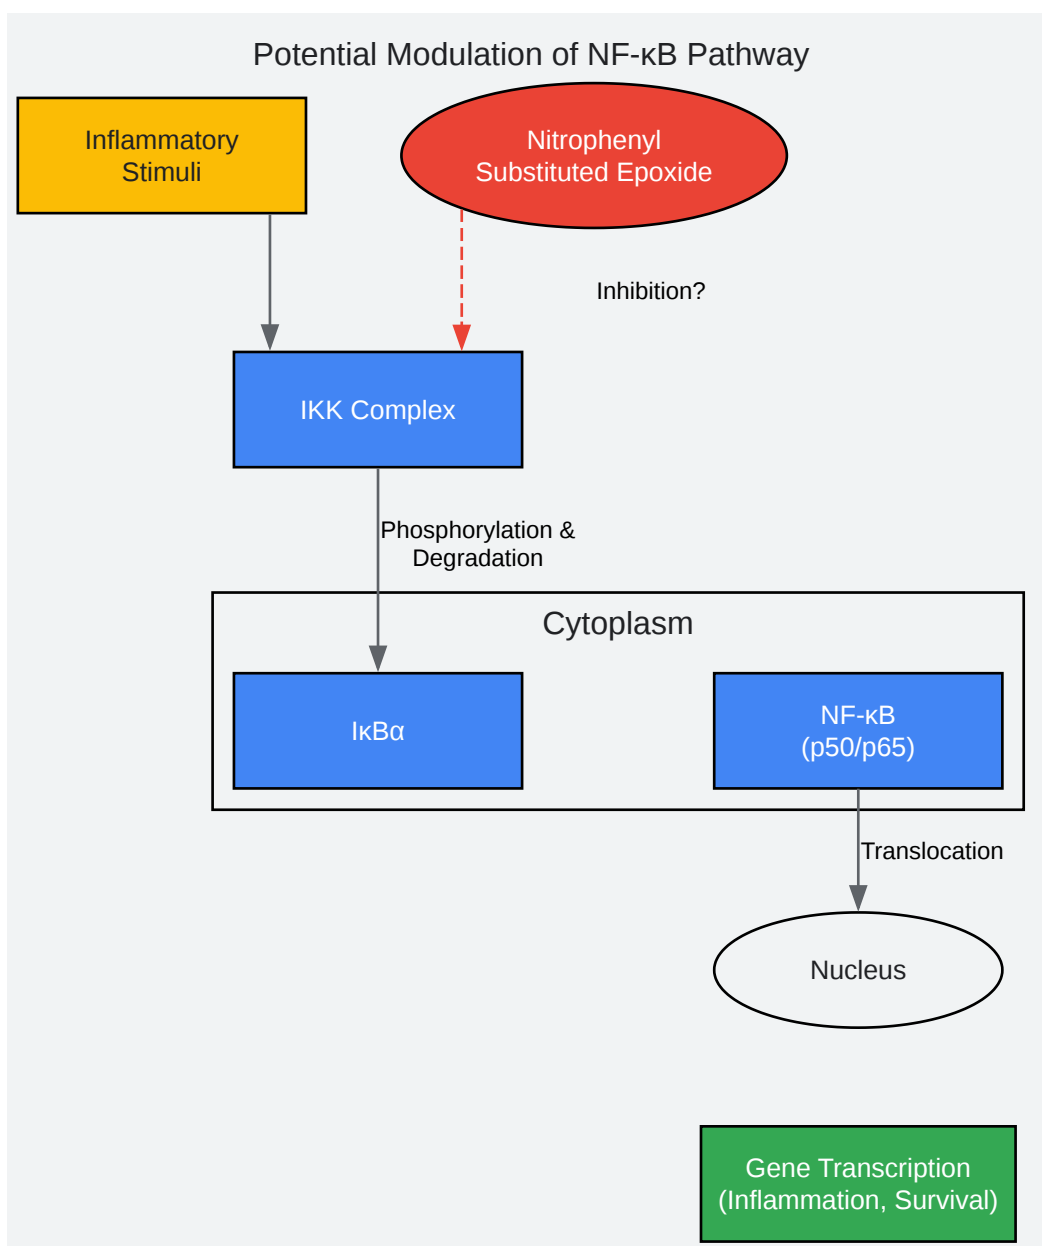 Potential Modulation of NF-κB Pathway
Inflammatory
Stimuli
Nitrophenyl
Substituted Epoxide
Inhibition?
IKK Complex
Phosphorylation &
Degradation
Cytoplasm
IκBα
NF-κB
(p50/p65)
Translocation
Nucleus
Gene Transcription
(Inflammation, Survival)